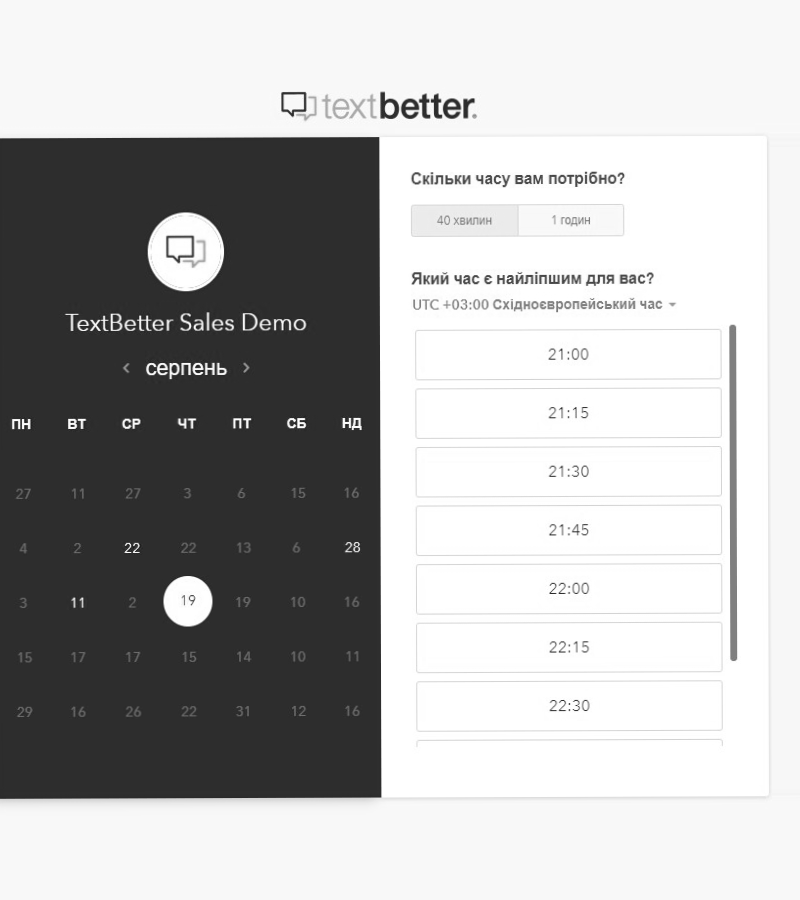 textbetter.
TextBetter Sales Demo
< серпень >
ПН ВТ СР ЧТ ПТ СБ НД
27 11 27 3 6 15 16
4 2 22 22 13 6 28
3 11 2 19 19 10 16
15 17 17 15 14 10 11
29 16 26 22 31 12 16
Скільки часу вам потрібно?
40 хвилин 1 годин
Який час є найліпшим для вас?
UTC +03:00 Східноєвропейський час
21:00
21:15
21:30
21:45
22:00
22:15
22:30